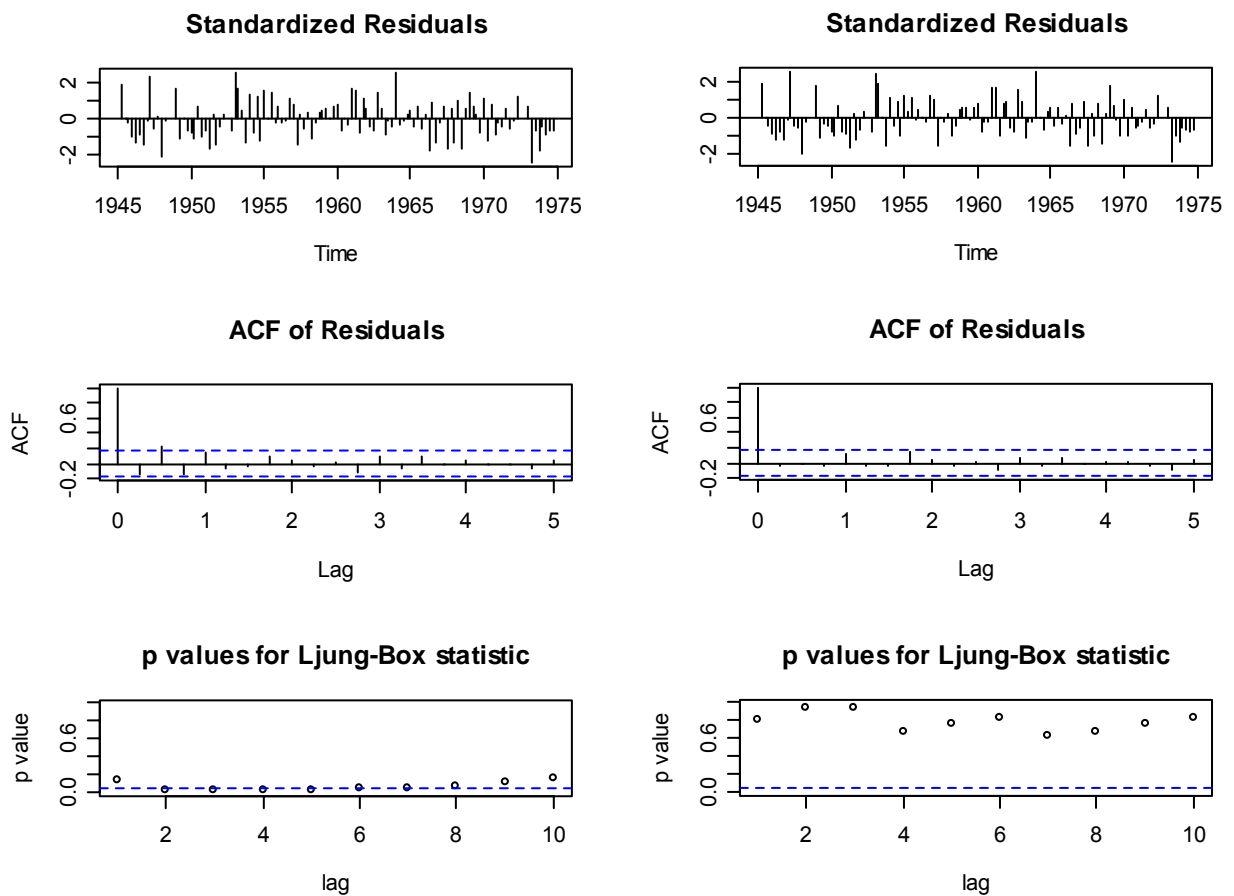 Standardized Residuals
2
0
-2
1945 1950 1955 1960 1965 1970 1975
Time
ACF of Residuals
ACF
0.6
-0.2
0 1 2 3 4 5
Lag
p values for Ljung-Box statistic
p value
0.6
0.0
2 4 6 8 10
lag
Standardized Residuals
2
0
-2
1945 1950 1955 1960 1965 1970 1975
Time
ACF of Residuals
ACF
0.6
-0.2
0 1 2 3 4 5
Lag
p values for Ljung-Box statistic
p value
0.6
0.0
2 4 6 8 10
lag